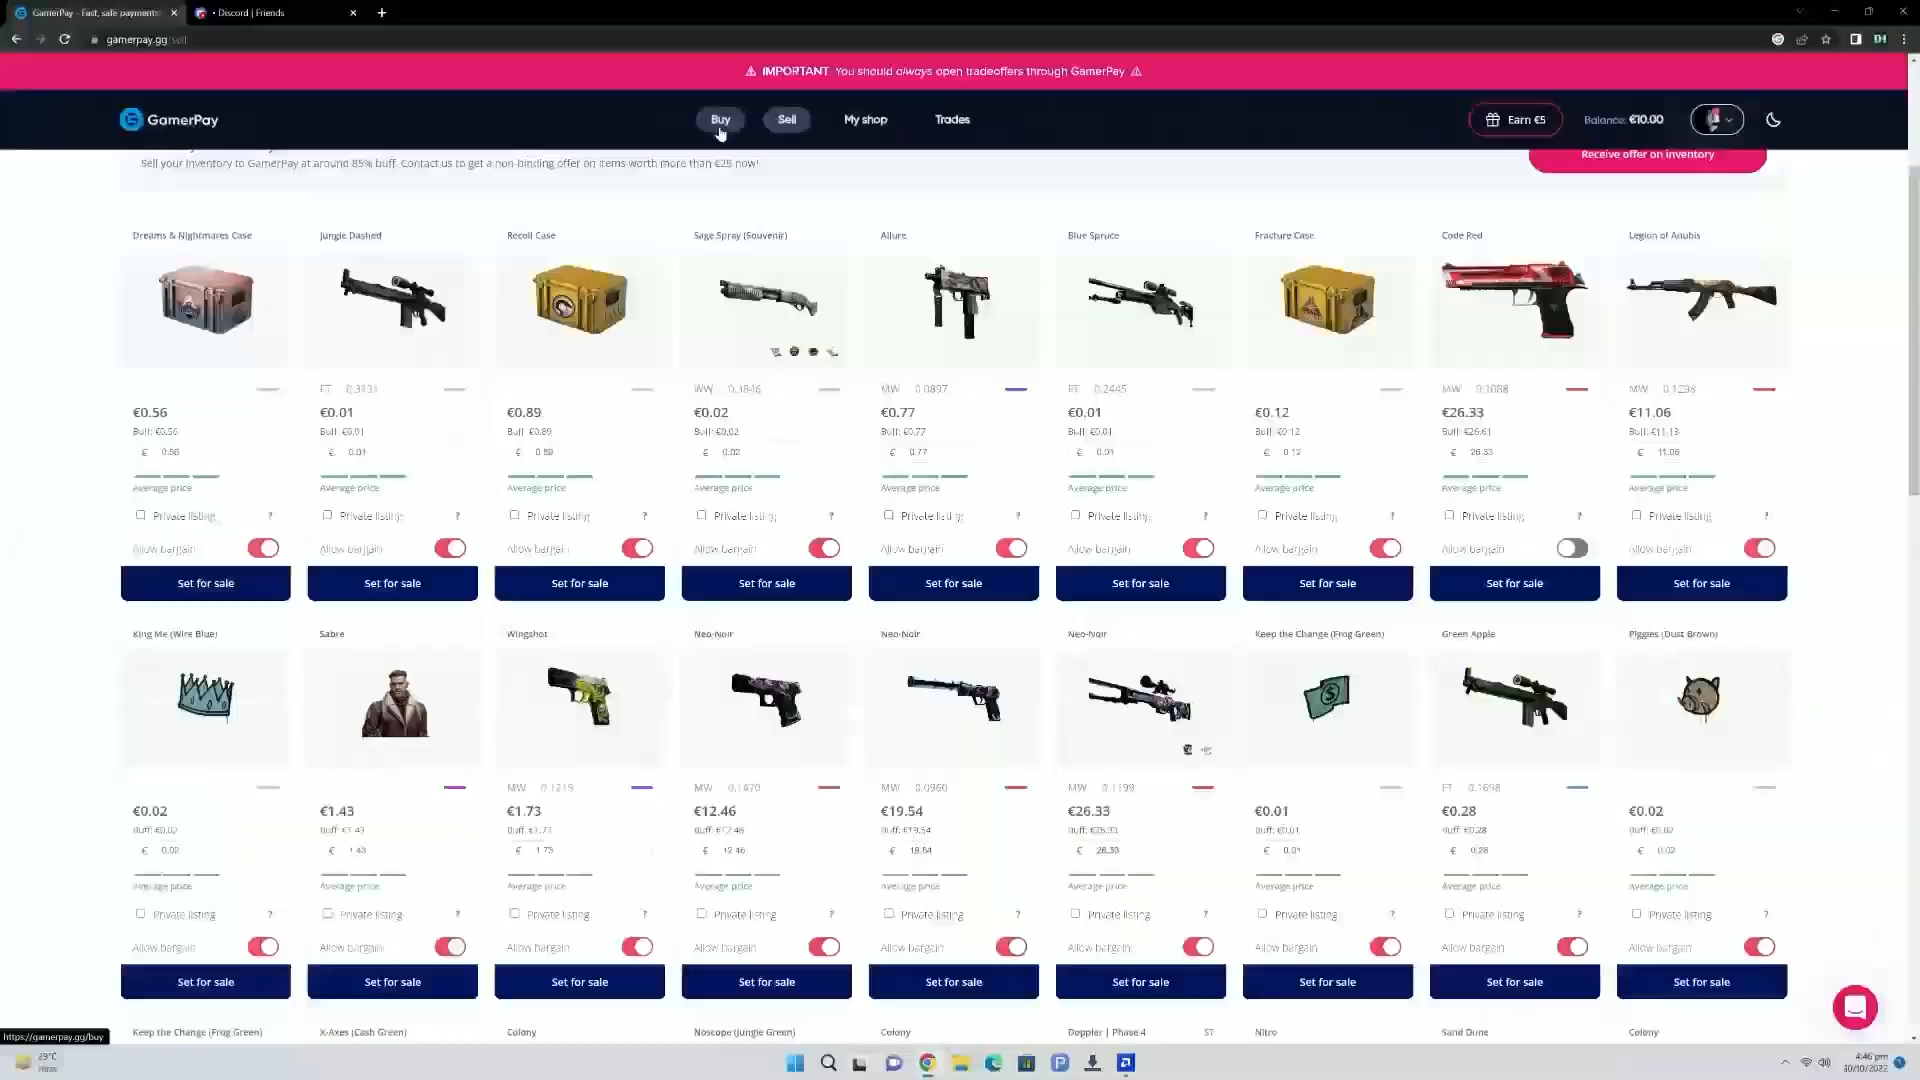 GamerPay - Fast, safe payments
• Discord | Friends
gamerpay.gg/sell
IMPORTANT: You should always open tradeoffers through GamerPay
GamerPay
Buy
Sell
My shop
Trades
Earn €5
Balance: €10.00
Sell your inventory to GamerPay at around 85% buff. Contact us to get a non-binding offer on items worth more than €25 now!
Receive offer on inventory
Dreams & Nightmares Case
Jungle Dashed
Recoil Case
Sage Spray (Souvenir)
Allure
Blue Spruce
Fracture Case
Code Red
Legion of Anubis
FT 0.3131
WW
MW 0.0897
FT 0.2445
MW 0.1088
MW
€0.56
€0.01
€0.89
€0.02
€0.77
€0.01
€0.12
€26.33
€11.06
Buff: €0.56
Buff: €0.01
Buff: €0.89
Buff: €0.02
Buff: €0.77
Buff: €0.01
Buff: €0.12
Buff: €26.61
Buff: €11.13
€ 0.56
€ 0.01
€ 0.89
€ 0.02
€ 0.77
€ 0.01
€ 0.12
€ 26.33
€ 11.06
Average price
Average price
Average price
Average price
Average price
Average price
Average price
Average price
Average price
Private listing ?
Private listing ?
Private listing ?
Private listing ?
Private listing ?
Private listing ?
Private listing ?
Private listing ?
Private listing ?
Allow bargain
Allow bargain
Allow bargain
Allow bargain
Allow bargain
Allow bargain
Allow bargain
Allow bargain
Allow bargain
Set for sale
Set for sale
Set for sale
Set for sale
Set for sale
Set for sale
Set for sale
Set for sale
Set for sale
King Me (Wire Blue)
Sabre
Wingshot
Neo-Noir
Neo-Noir
Neo-Noir
Keep the Change (Frog Green)
Green Apple
Piggles (Dust Brown)
MW 0.1219
MW
MW 0.0960
MW 0.1199
FT 0.1698
€0.02
€1.43
€1.73
€12.46
€19.54
€26.33
€0.01
€0.28
€0.02
Buff: €0.02
Buff: €1.43
Buff: €1.73
Buff: €12.46
Buff: €19.54
Buff: €26.33
Buff: €0.01
Buff: €0.28
Buff: €0.02
€ 0.02
€ 1.43
€ 1.73
€ 12.46
€ 19.54
€ 26.33
€ 0.01
€ 0.28
€ 0.02
Average price
Average price
Average price
Average price
Average price
Average price
Average price
Average price
Average price
Private listing ?
Private listing ?
Private listing ?
Private listing ?
Private listing ?
Private listing ?
Private listing ?
Private listing ?
Private listing ?
Allow bargain
Allow bargain
Allow bargain
Allow bargain
Allow bargain
Allow bargain
Allow bargain
Allow bargain
Allow bargain
Set for sale
Set for sale
Set for sale
Set for sale
Set for sale
Set for sale
Set for sale
Set for sale
Set for sale
Keep the Change (Frog Green)
X-Axes (Cash Green)
Colony
Noscope (Jungle Green)
Colony
Doppler | Phase 4 ST
Nitro
Sand Dune
Colony
https://gamerpay.gg/buy
29°C
Haze
4:46 pm
30/10/2022